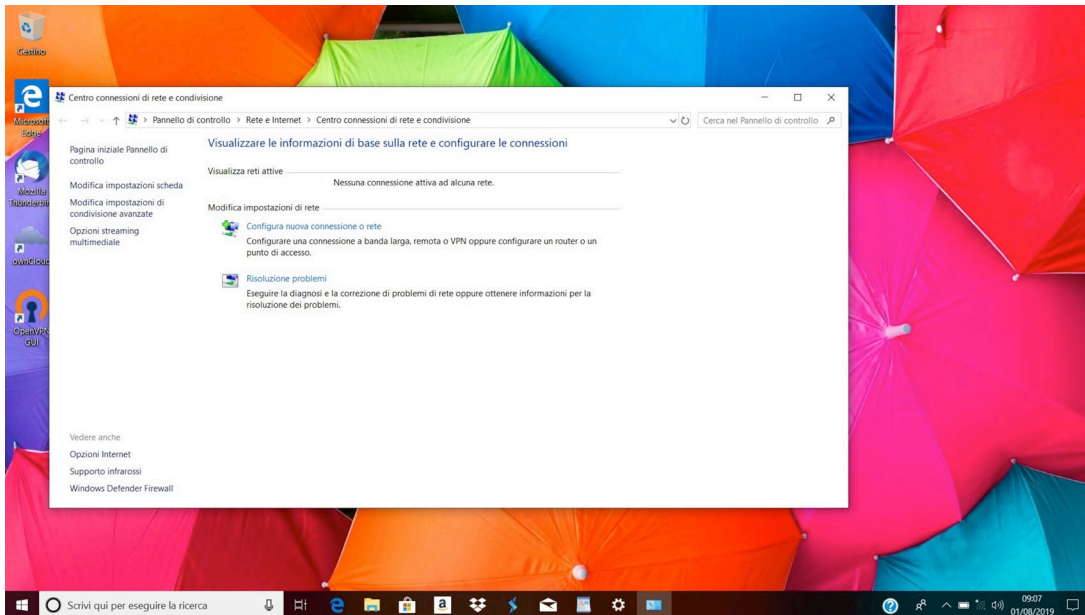 Cestino
Microsoft
Edge
Mozilla
Thunderbir
ownCloud
OpenVPN
GUI
Centro connessioni di rete e condivisione
Pannello di controllo > Rete e Internet > Centro connessioni di rete e condivisione
Cerca nel Pannello di controllo
Pagina iniziale Pannello di
controllo
Modifica impostazioni scheda
Modifica impostazioni di
condivisione avanzate
Opzioni streaming
multimediale
Visualizzare le informazioni di base sulla rete e configurare le connessioni
Visualizza reti attive
Nessuna connessione attiva ad alcuna rete.
Modifica impostazioni di rete
Configura nuova connessione o rete
Configurare una connessione a banda larga, remota o VPN oppure configurare un router o un
punto di accesso.
Risoluzione problemi
Eseguire la diagnosi e la correzione di problemi di rete oppure ottenere informazioni per la
risoluzione dei problemi.
Vedere anche
Opzioni Internet
Supporto infrarossi
Windows Defender Firewall
Scrivi qui per eseguire la ricerca
a
09:07
01/08/2019